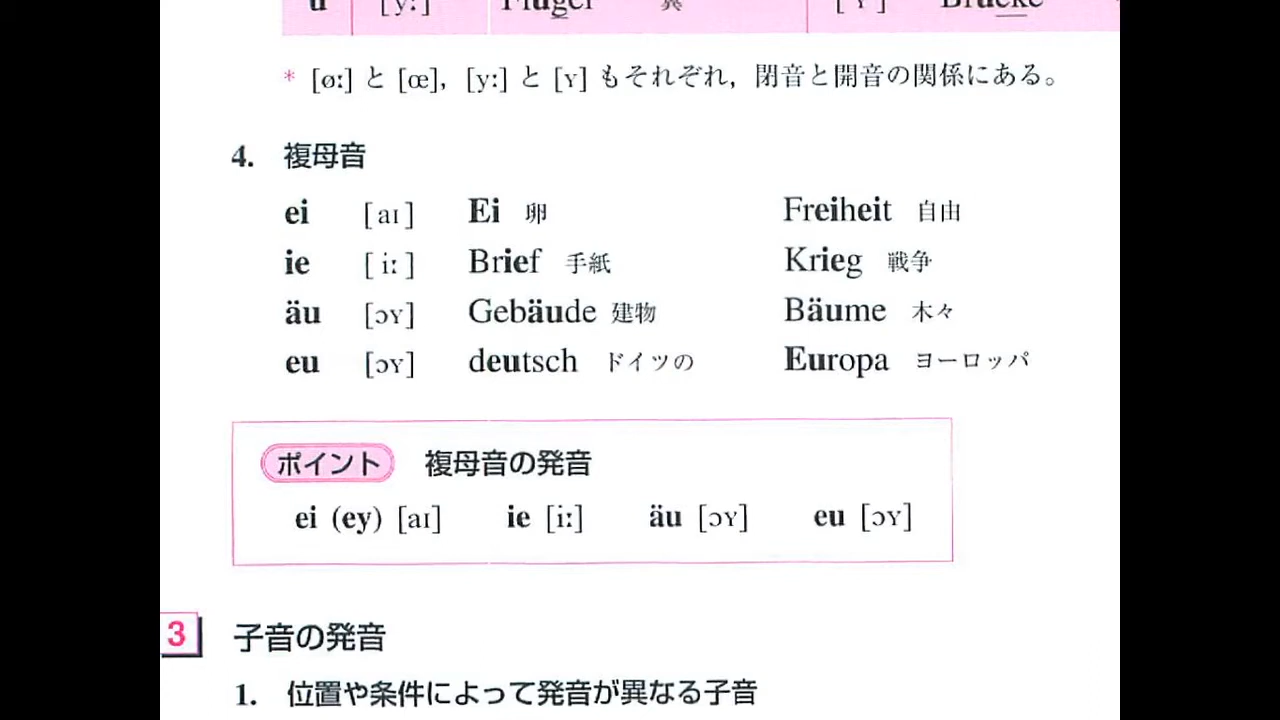 ü [yː] Flügel 翼 [ʏ] Brücke
* [øː] と [œ], [yː] と [ʏ] もそれぞれ，閉音と開音の関係にある。
4. 複母音
ei [aɪ] Ei 卵 Freiheit 自由
ie [iː] Brief 手紙 Krieg 戦争
äu [ɔʏ] Gebäude 建物 Bäume 木々
eu [ɔʏ] deutsch ドイツの Europa ヨーロッパ
ポイント 複母音の発音
ei (ey) [aɪ] ie [iː] äu [ɔʏ] eu [ɔʏ]
3 子音の発音
1. 位置や条件によって発音が異なる子音